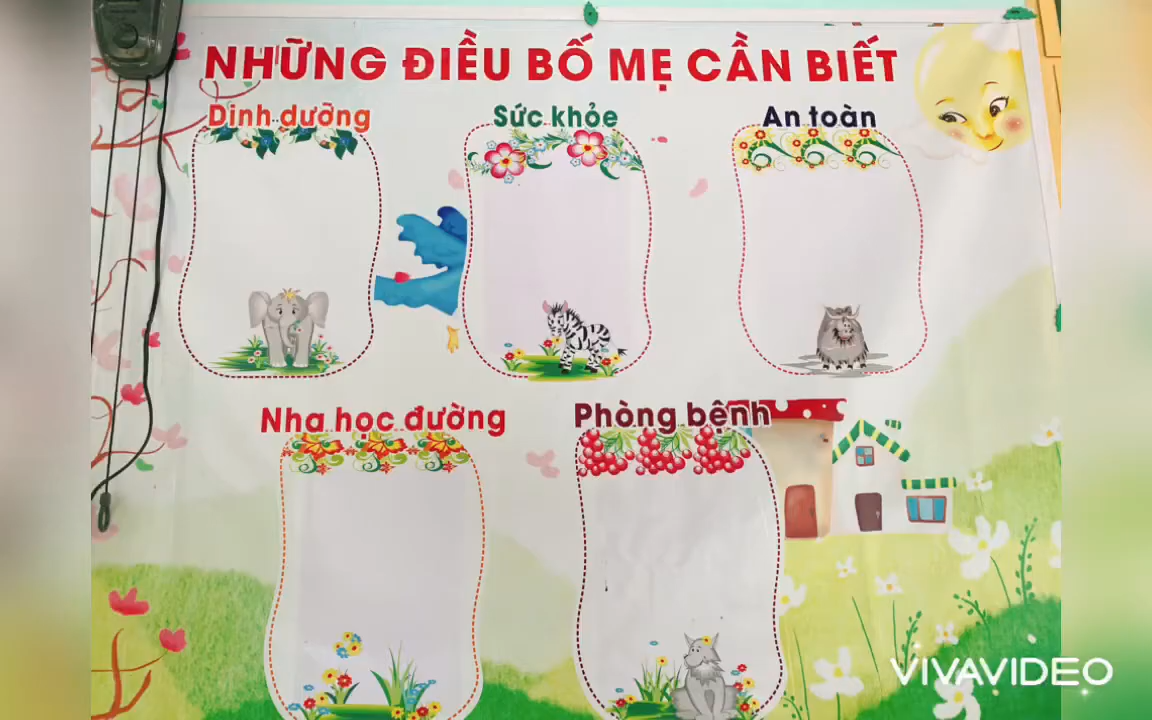 NHỮNG ĐIỀU BỐ MẸ CẦN BIẾT
Dinh dưỡng
Sức khỏe
An toàn
Nha học đường
Phòng bệnh
VIVAVIDEO